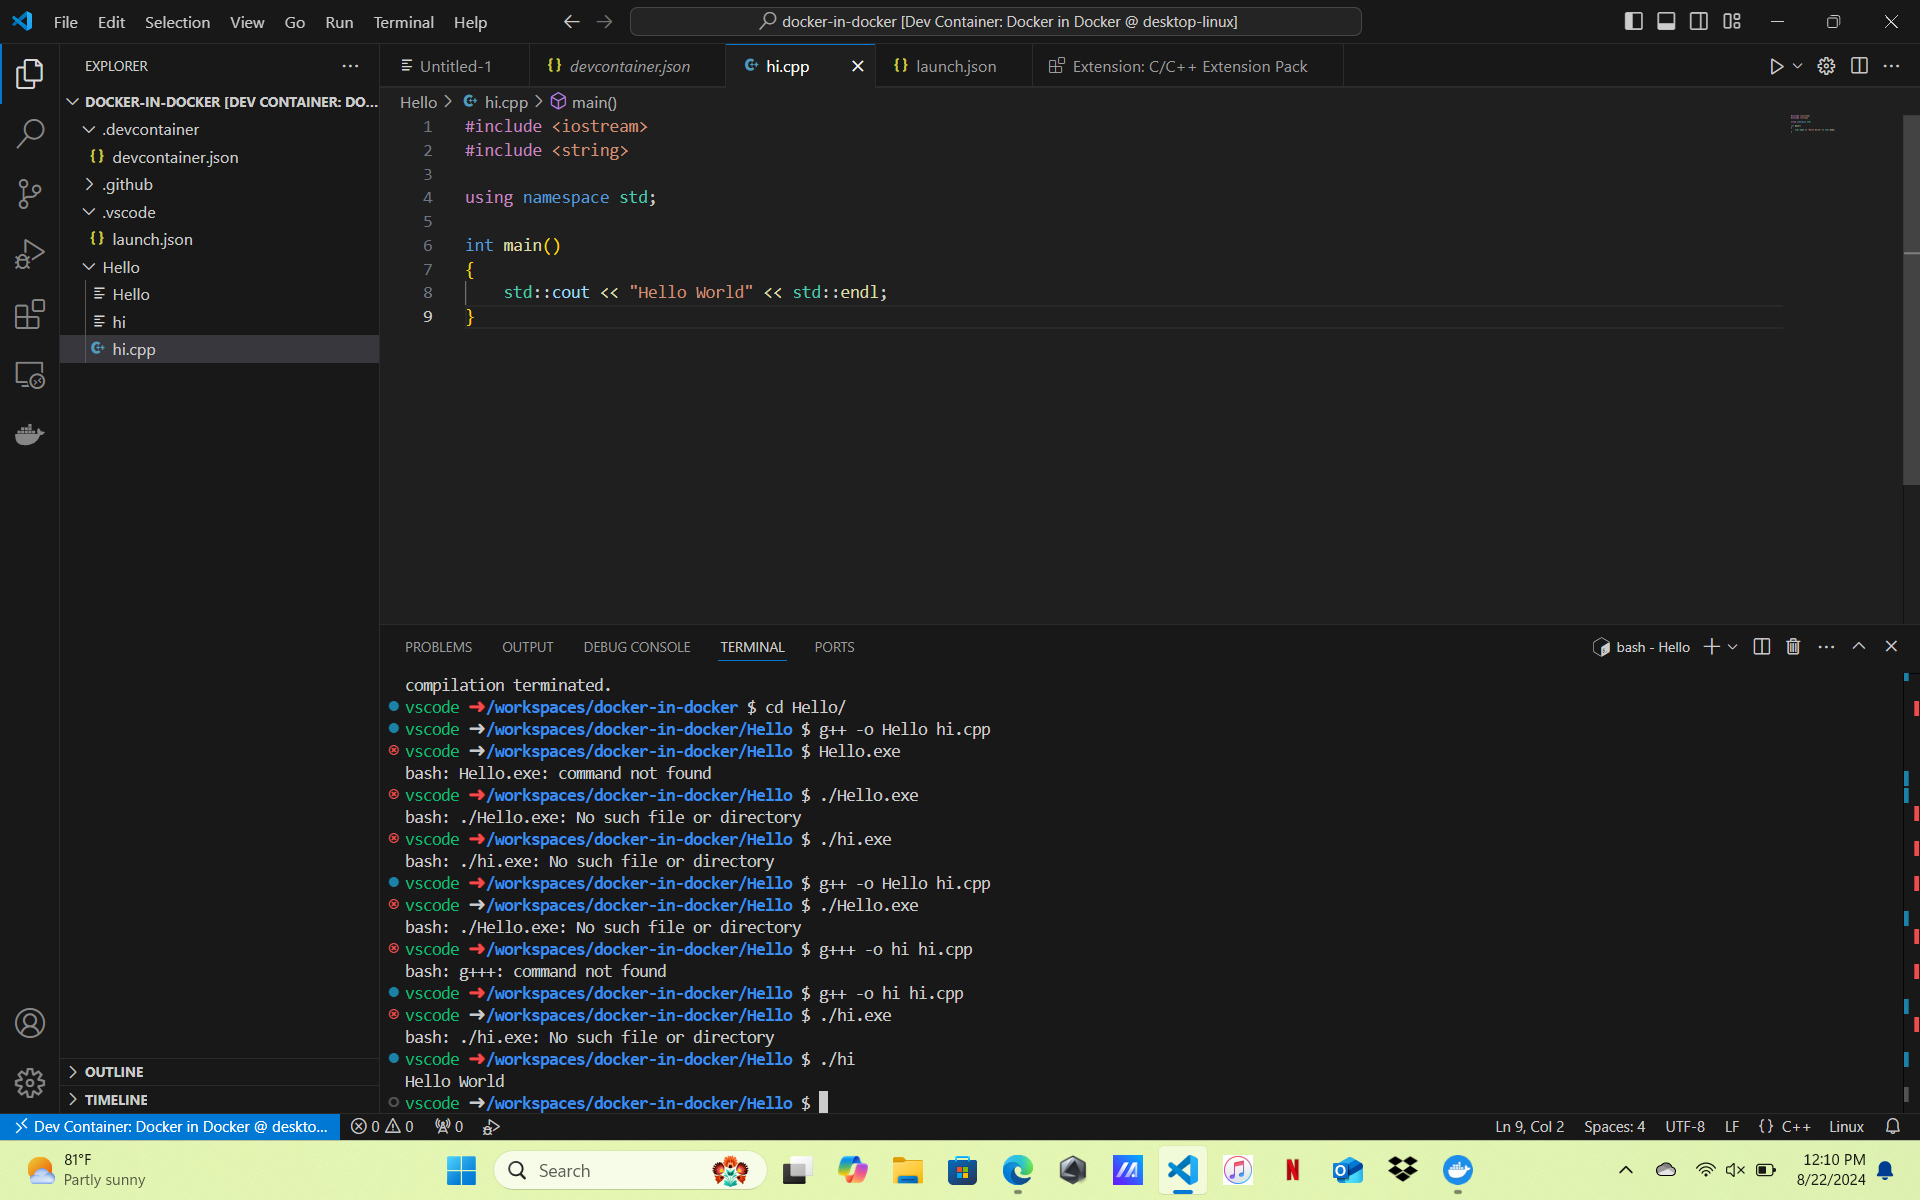 File Edit Selection View Go Run Terminal Help
docker-in-docker [Dev Container: Docker in Docker @ desktop-linux]
EXPLORER
Untitled-1
devcontainer.json
hi.cpp
launch.json
Extension: C/C++ Extension Pack
DOCKER-IN-DOCKER [DEV CONTAINER: DO...
.devcontainer
devcontainer.json
.github
.vscode
launch.json
Hello
Hello
hi
hi.cpp
OUTLINE
TIMELINE
Hello > hi.cpp > main()
1 #include <iostream>
2 #include <string>
3
4 using namespace std;
5
6 int main()
7 {
8     std::cout << "Hello World" << std::endl;
9 }
PROBLEMS OUTPUT DEBUG CONSOLE TERMINAL PORTS
bash - Hello
compilation terminated.
vscode ➜/workspaces/docker-in-docker $ cd Hello/
vscode ➜/workspaces/docker-in-docker/Hello $ g++ -o Hello hi.cpp
vscode ➜/workspaces/docker-in-docker/Hello $ Hello.exe
bash: Hello.exe: command not found
vscode ➜/workspaces/docker-in-docker/Hello $ ./Hello.exe
bash: ./Hello.exe: No such file or directory
vscode ➜/workspaces/docker-in-docker/Hello $ ./hi.exe
bash: ./hi.exe: No such file or directory
vscode ➜/workspaces/docker-in-docker/Hello $ g++ -o Hello hi.cpp
vscode ➜/workspaces/docker-in-docker/Hello $ ./Hello.exe
bash: ./Hello.exe: No such file or directory
vscode ➜/workspaces/docker-in-docker/Hello $ g+++ -o hi hi.cpp
bash: g+++: command not found
vscode ➜/workspaces/docker-in-docker/Hello $ g++ -o hi hi.cpp
vscode ➜/workspaces/docker-in-docker/Hello $ ./hi.exe
bash: ./hi.exe: No such file or directory
vscode ➜/workspaces/docker-in-docker/Hello $ ./hi
Hello World
vscode ➜/workspaces/docker-in-docker/Hello $
Dev Container: Docker in Docker @ deskto... 0 0 0
Ln 9, Col 2 Spaces: 4 UTF-8 LF {} C++ Linux
81°F
Partly sunny
Search
12:10 PM
8/22/2024